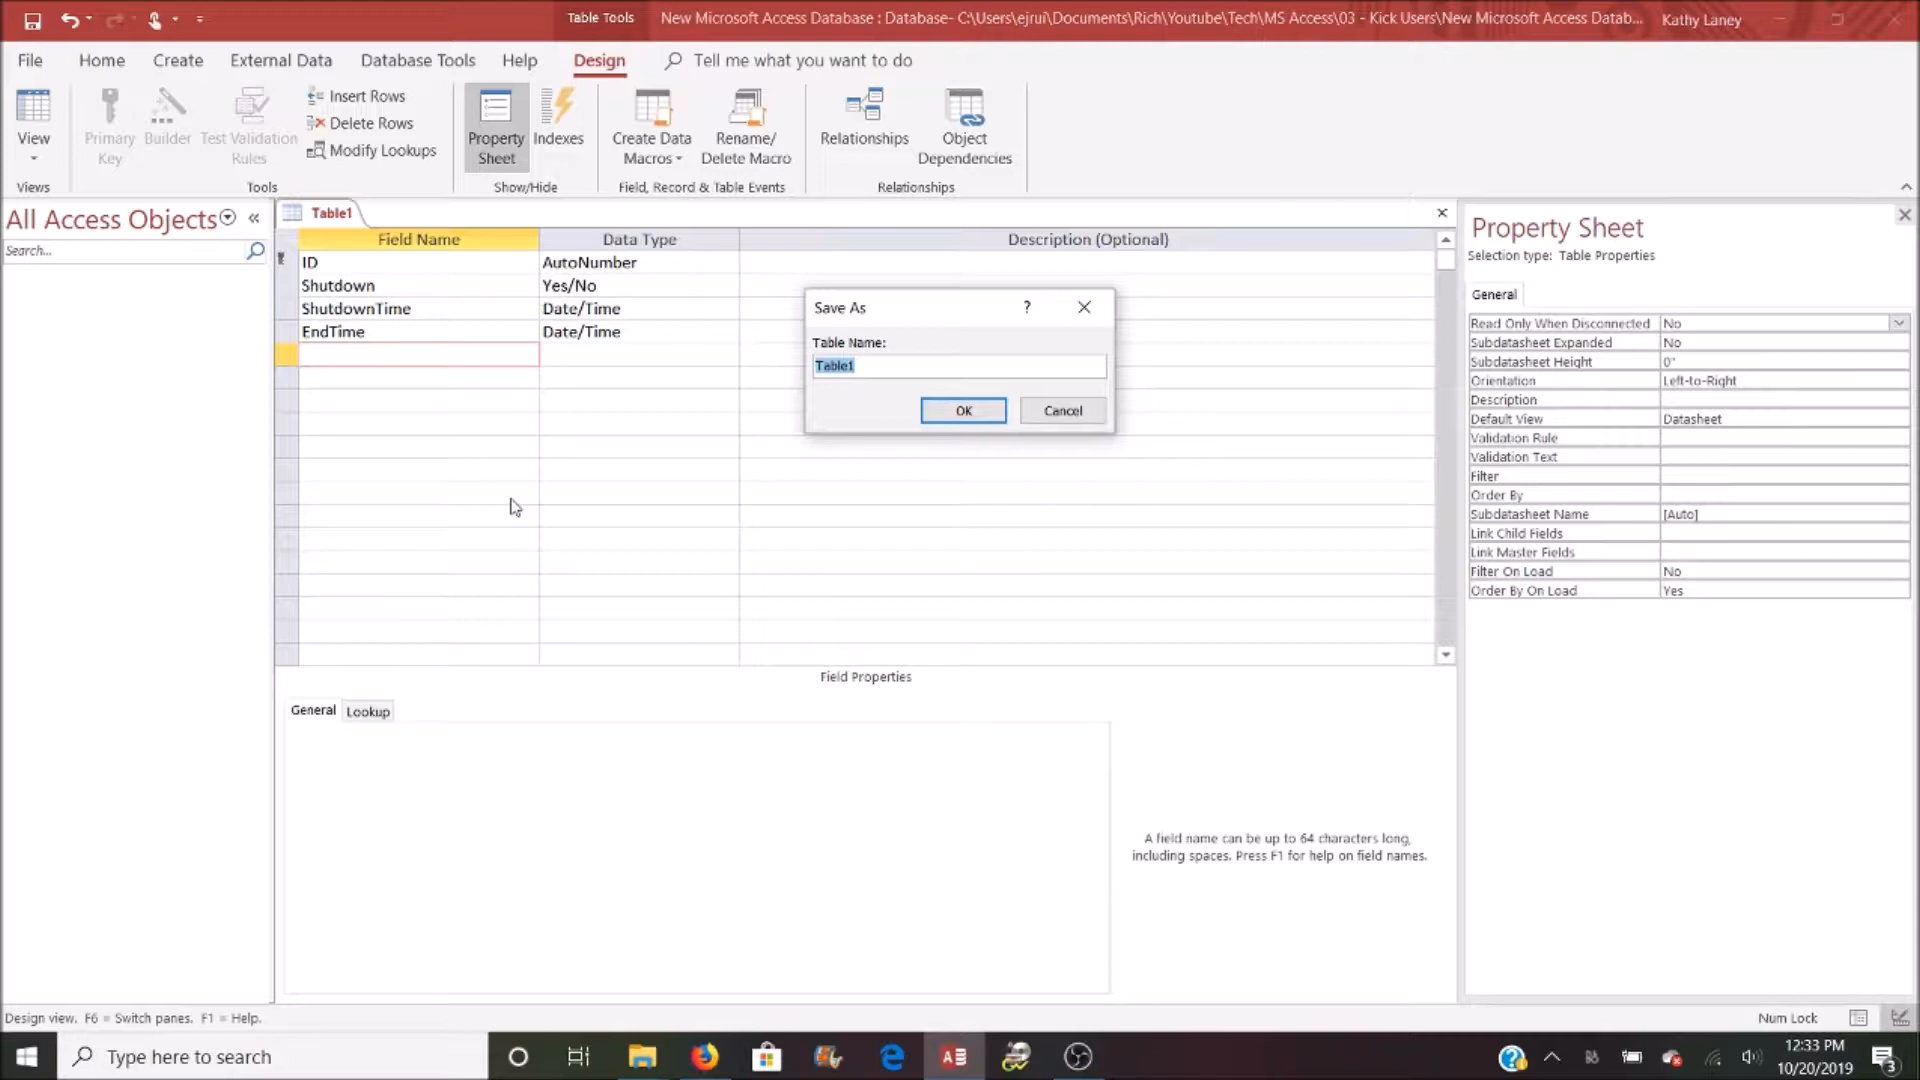 Table Tools
New Microsoft Access Database : Database- C:\Users\ejrui\Documents\Rich\Youtube\Tech\MS Access\03 - Kick Users\New Microsoft Access Datab...
Kathy Laney
File
Home
Create
External Data
Database Tools
Help
Design
Tell me what you want to do
View
Primary Key
Builder
Test Validation Rules
Insert Rows
Delete Rows
Modify Lookups
Property Sheet
Indexes
Create Data Macros
Rename/ Delete Macro
Relationships
Object Dependencies
Views
Tools
Show/Hide
Field, Record & Table Events
Relationships
All Access Objects
Search...
Table1
Field Name
Data Type
Description (Optional)
ID
AutoNumber
Shutdown
Yes/No
ShutdownTime
Date/Time
EndTime
Date/Time
Save As
?
Table Name:
Table1
OK
Cancel
Property Sheet
Selection type: Table Properties
General
Read Only When Disconnected No
Subdatasheet Expanded No
Subdatasheet Height 0"
Orientation Left-to-Right
Description
Default View Datasheet
Validation Rule
Validation Text
Filter
Order By
Subdatasheet Name [Auto]
Link Child Fields
Link Master Fields
Filter On Load No
Order By On Load Yes
Field Properties
General
Lookup
A field name can be up to 64 characters long,
including spaces. Press F1 for help on field names.
Design view. F6 = Switch panes. F1 = Help.
Num Lock
Type here to search
12:33 PM
10/20/2019
3